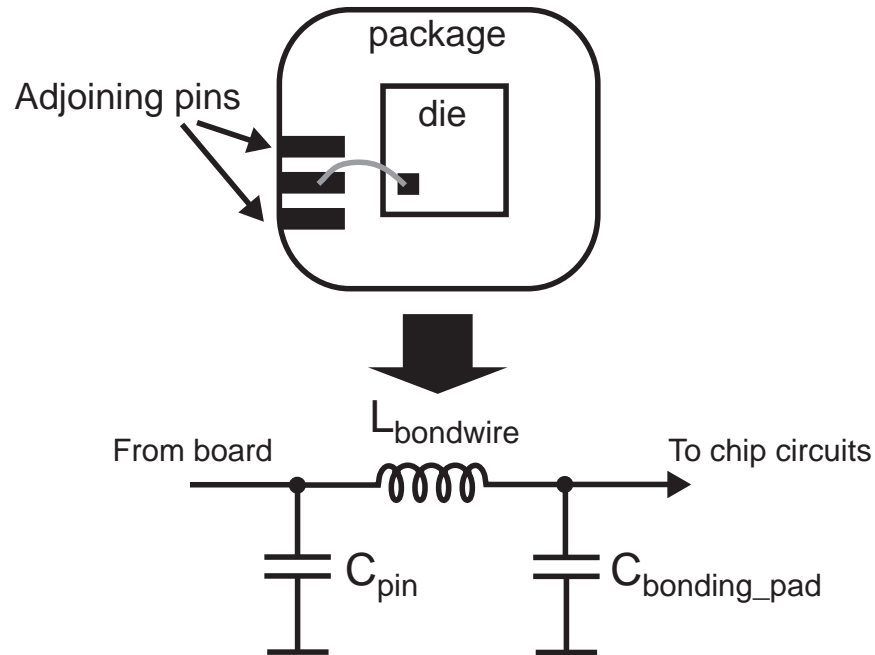 package
Adjoining pins
die
L_bondwire
From board
To chip circuits
C_pin
C_bonding_pad